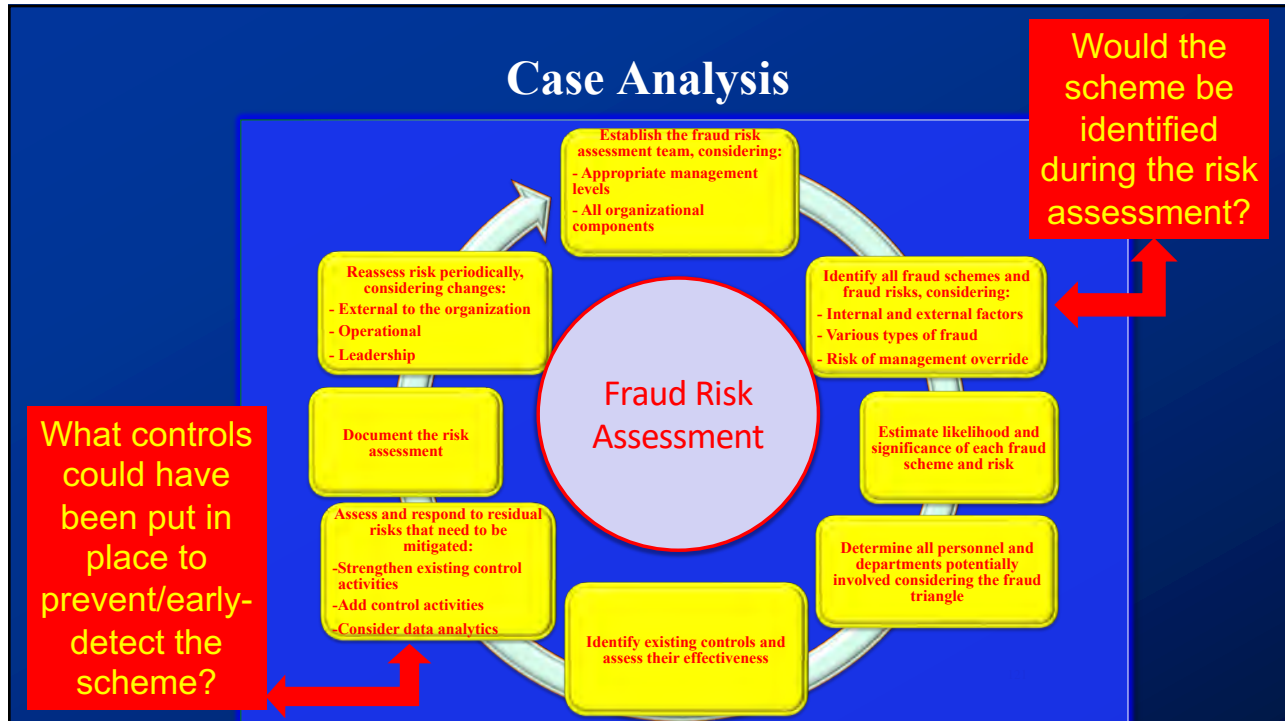 Case Analysis
Would the
scheme be
identified
during the risk
assessment?
Establish the fraud risk
assessment team, considering:
- Appropriate management
levels
- All organizational
components
Identify all fraud schemes and
fraud risks, considering:
- Internal and external factors
- Various types of fraud
- Risk of management override
Estimate likelihood and
significance of each fraud
scheme and risk
Determine all personnel and
departments potentially
involved considering the fraud
triangle
Identify existing controls and
assess their effectiveness
Assess and respond to residual
risks that need to be
mitigated:
-Strengthen existing control
activities
-Add control activities
-Consider data analytics
Document the risk
assessment
Reassess risk periodically,
considering changes:
- External to the organization
- Operational
- Leadership
Fraud Risk
Assessment
What controls
could have
been put in
place to
prevent/early-
detect the
scheme?